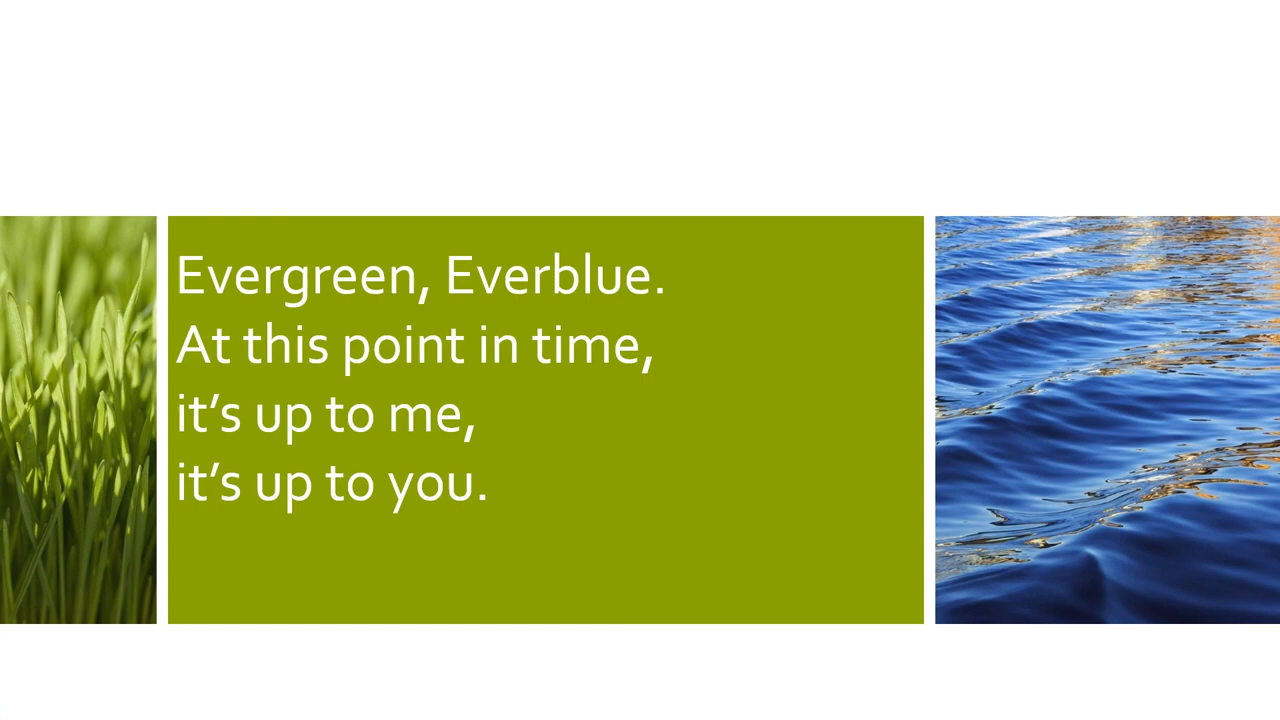 Evergreen, Everblue.
At this point in time,
it’s up to me,
it’s up to you.